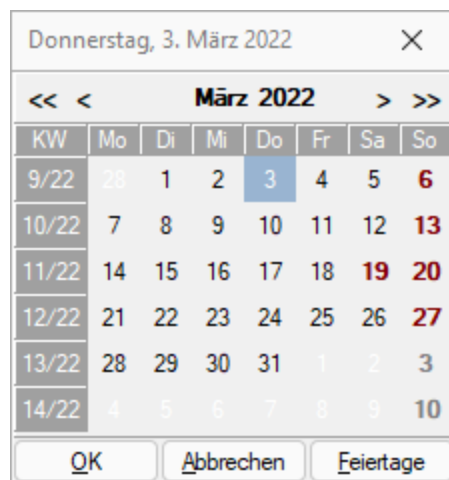 Donnerstag, 3. März 2022
<< < März 2022 > >>
KW Mo Di Mi Do Fr Sa So
9/22 28 1 2 3 4 5 6
10/22 7 8 9 10 11 12 13
11/22 14 15 16 17 18 19 20
12/22 21 22 23 24 25 26 27
13/22 28 29 30 31 1 2 3
14/22 4 5 6 7 8 9 10
OK Abbrechen Feiertage